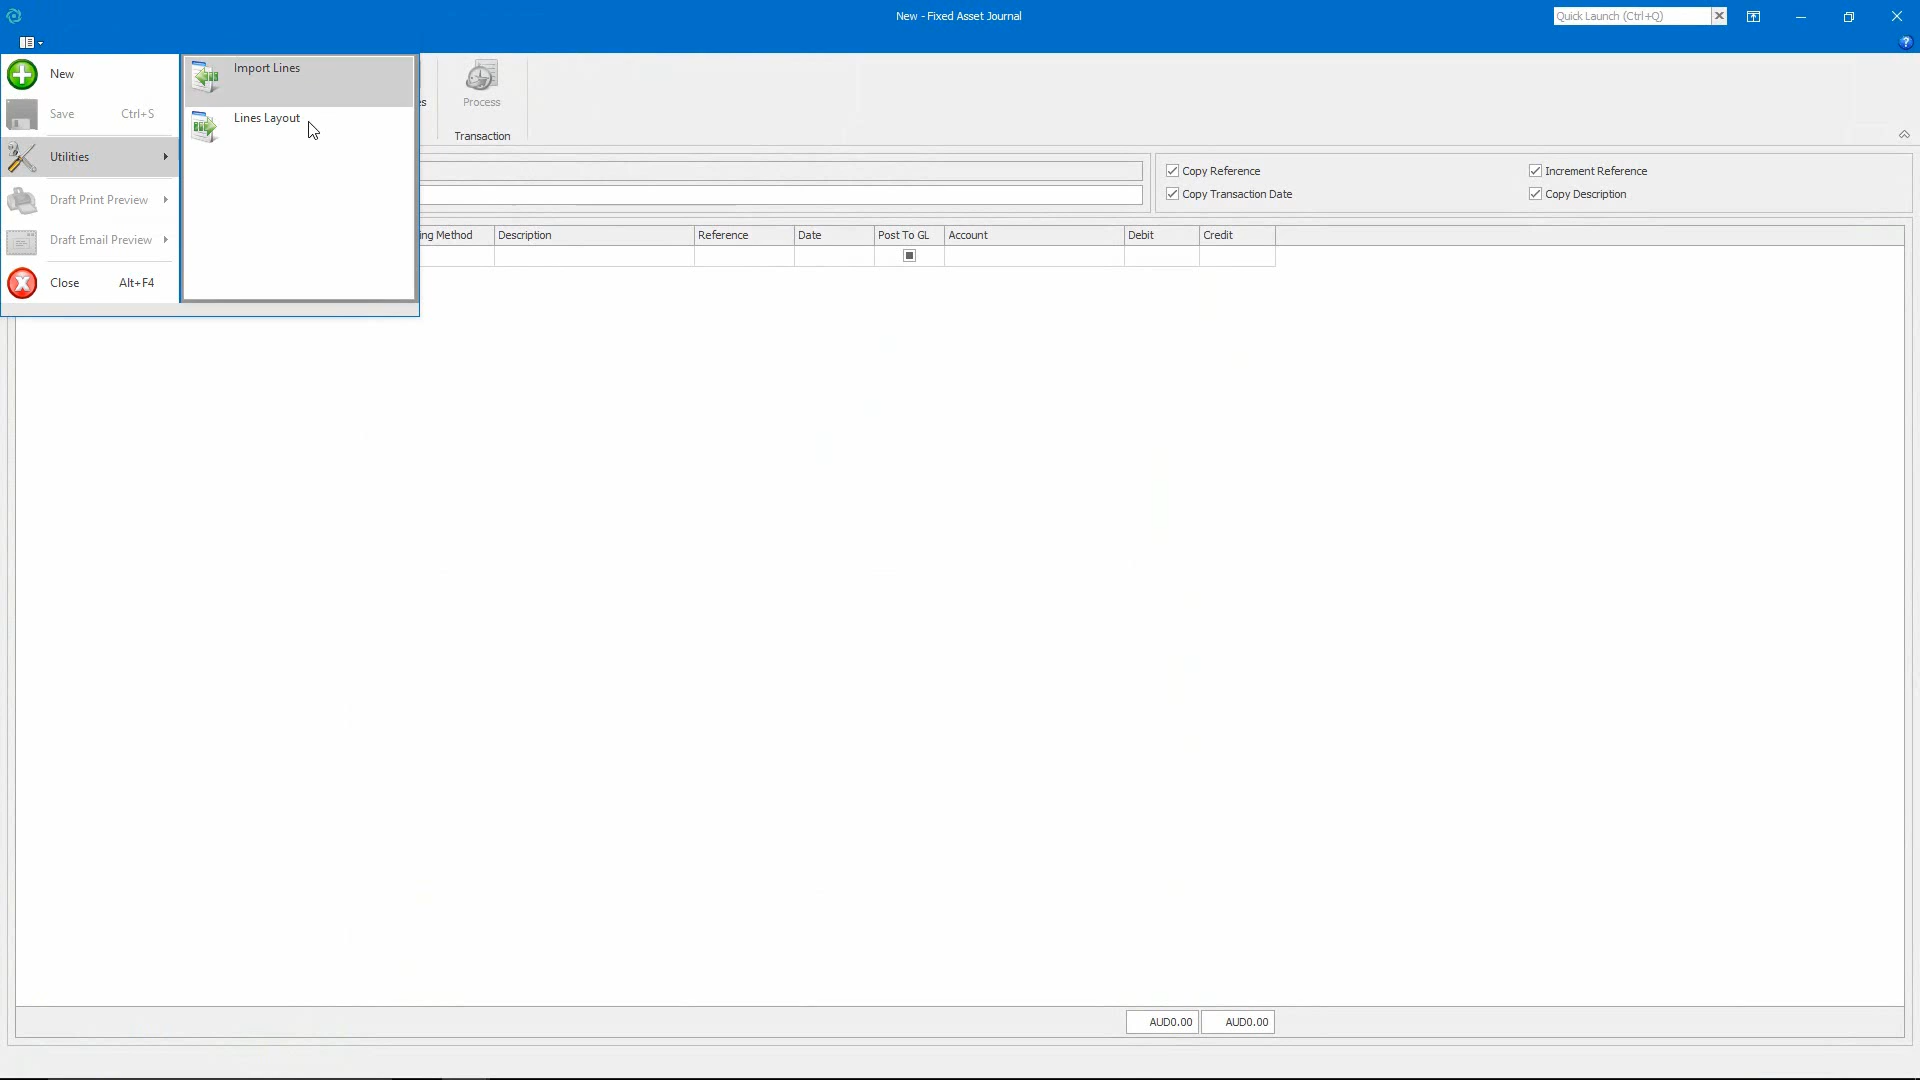 New - Fixed Asset Journal
Quick Launch (Ctrl+Q)
New
Save Ctrl+S
Utilities
Draft Print Preview
Draft Email Preview
Close Alt+F4
Import Lines
Lines Layout
Process
Transaction
Copy Reference
Increment Reference
Copy Transaction Date
Copy Description
ing Method
Description
Reference
Date
Post To GL
Account
Debit
Credit
AUD0.00
AUD0.00